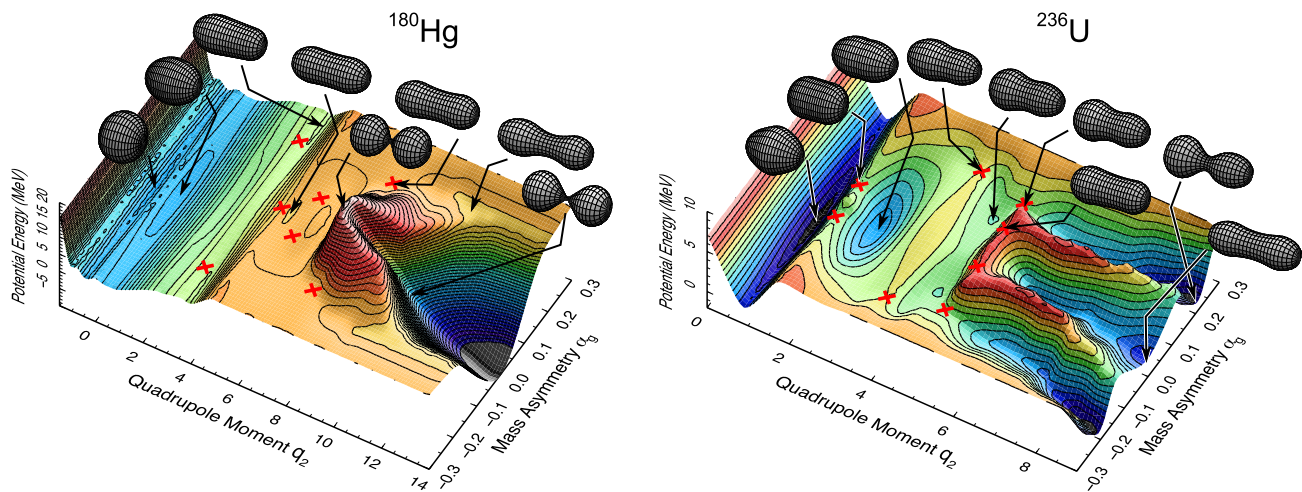 ¹⁸⁰Hg
Potential Energy (MeV)
-5 0 5 10 15 20
0 2 4 6 8 10 12 14
Quadrupole Moment q₂
-0.3 -0.2 -0.1 0.0 0.1 0.2 0.3
Mass Asymmetry α_g
²³⁶U
Potential Energy (MeV)
0 5 10
0 2 4 6 8
Quadrupole Moment q₂
-0.3 -0.2 -0.1 0.0 0.1 0.2 0.3
Mass Asymmetry α_g